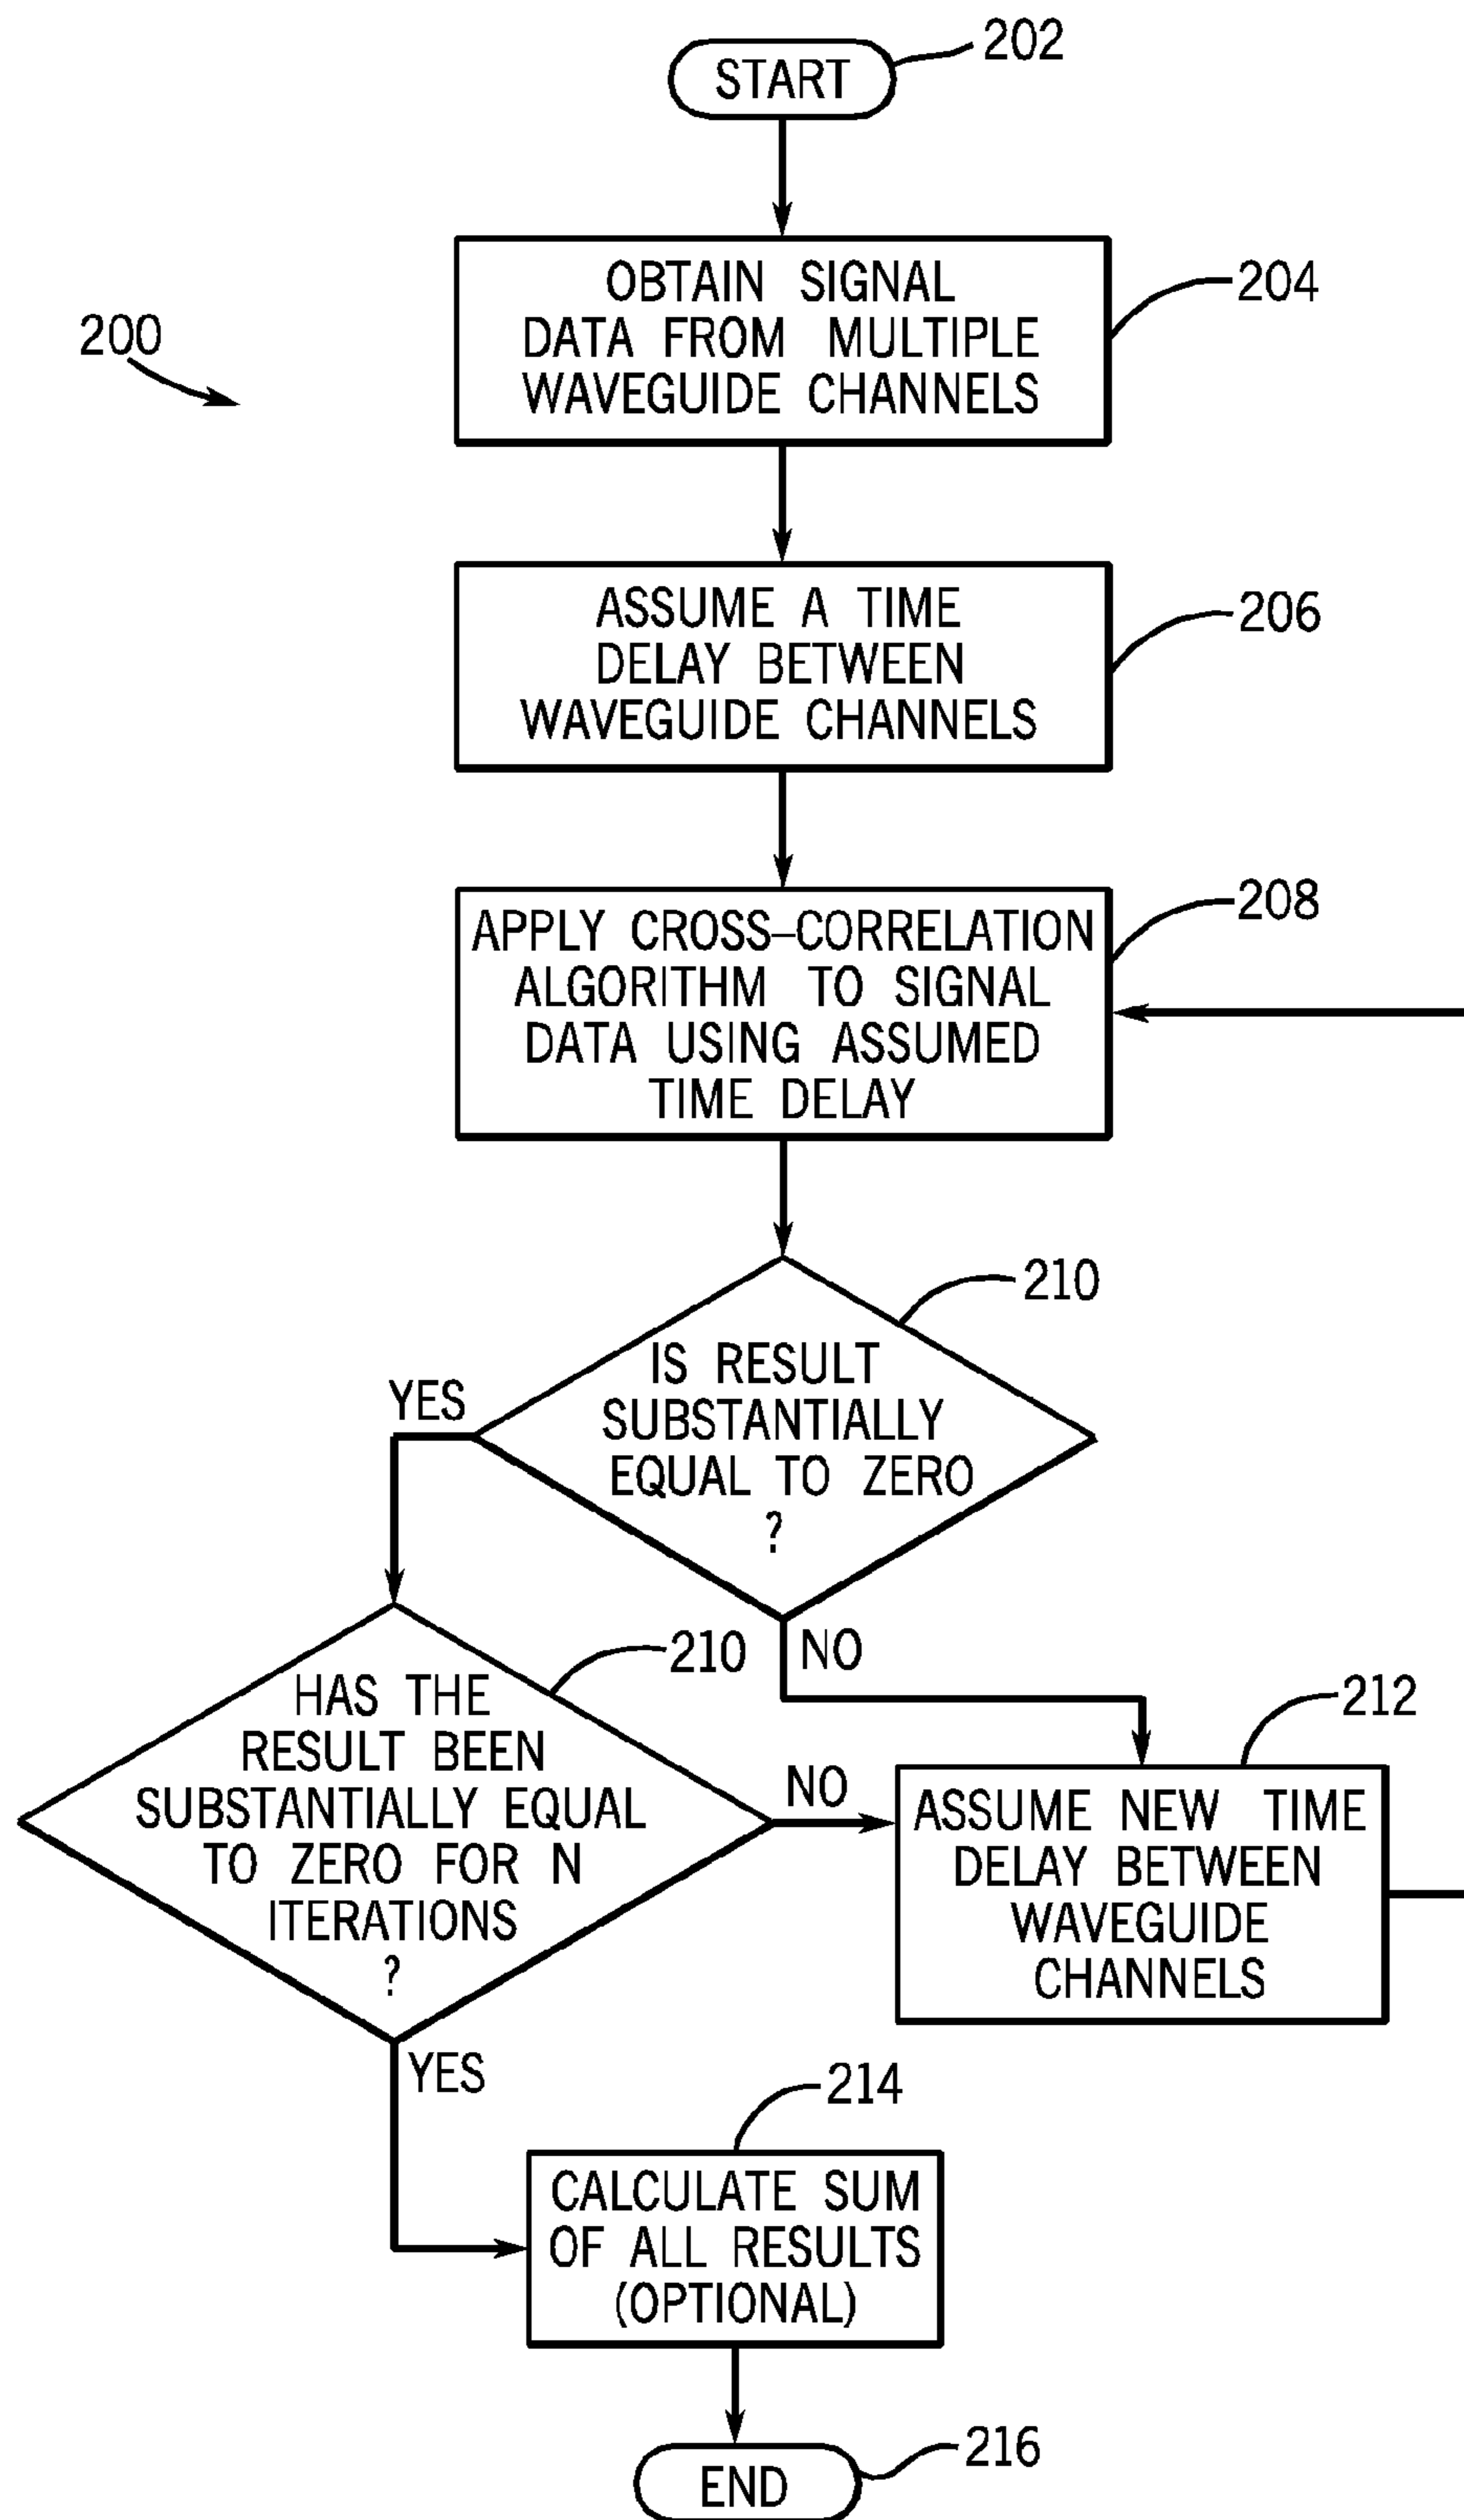 202
START
204
OBTAIN SIGNAL
DATA FROM MULTIPLE
WAVEGUIDE CHANNELS
200
206
ASSUME A TIME
DELAY BETWEEN
WAVEGUIDE CHANNELS
208
APPLY CROSS-CORRELATION
ALGORITHM TO SIGNAL
DATA USING ASSUMED
TIME DELAY
210
IS RESULT
SUBSTANTIALLY
EQUAL TO ZERO
?
YES
NO
210
HAS THE
RESULT BEEN
SUBSTANTIALLY EQUAL
TO ZERO FOR N
ITERATIONS
?
NO
212
ASSUME NEW TIME
DELAY BETWEEN
WAVEGUIDE
CHANNELS
YES
214
CALCULATE SUM
OF ALL RESULTS
(OPTIONAL)
216
END